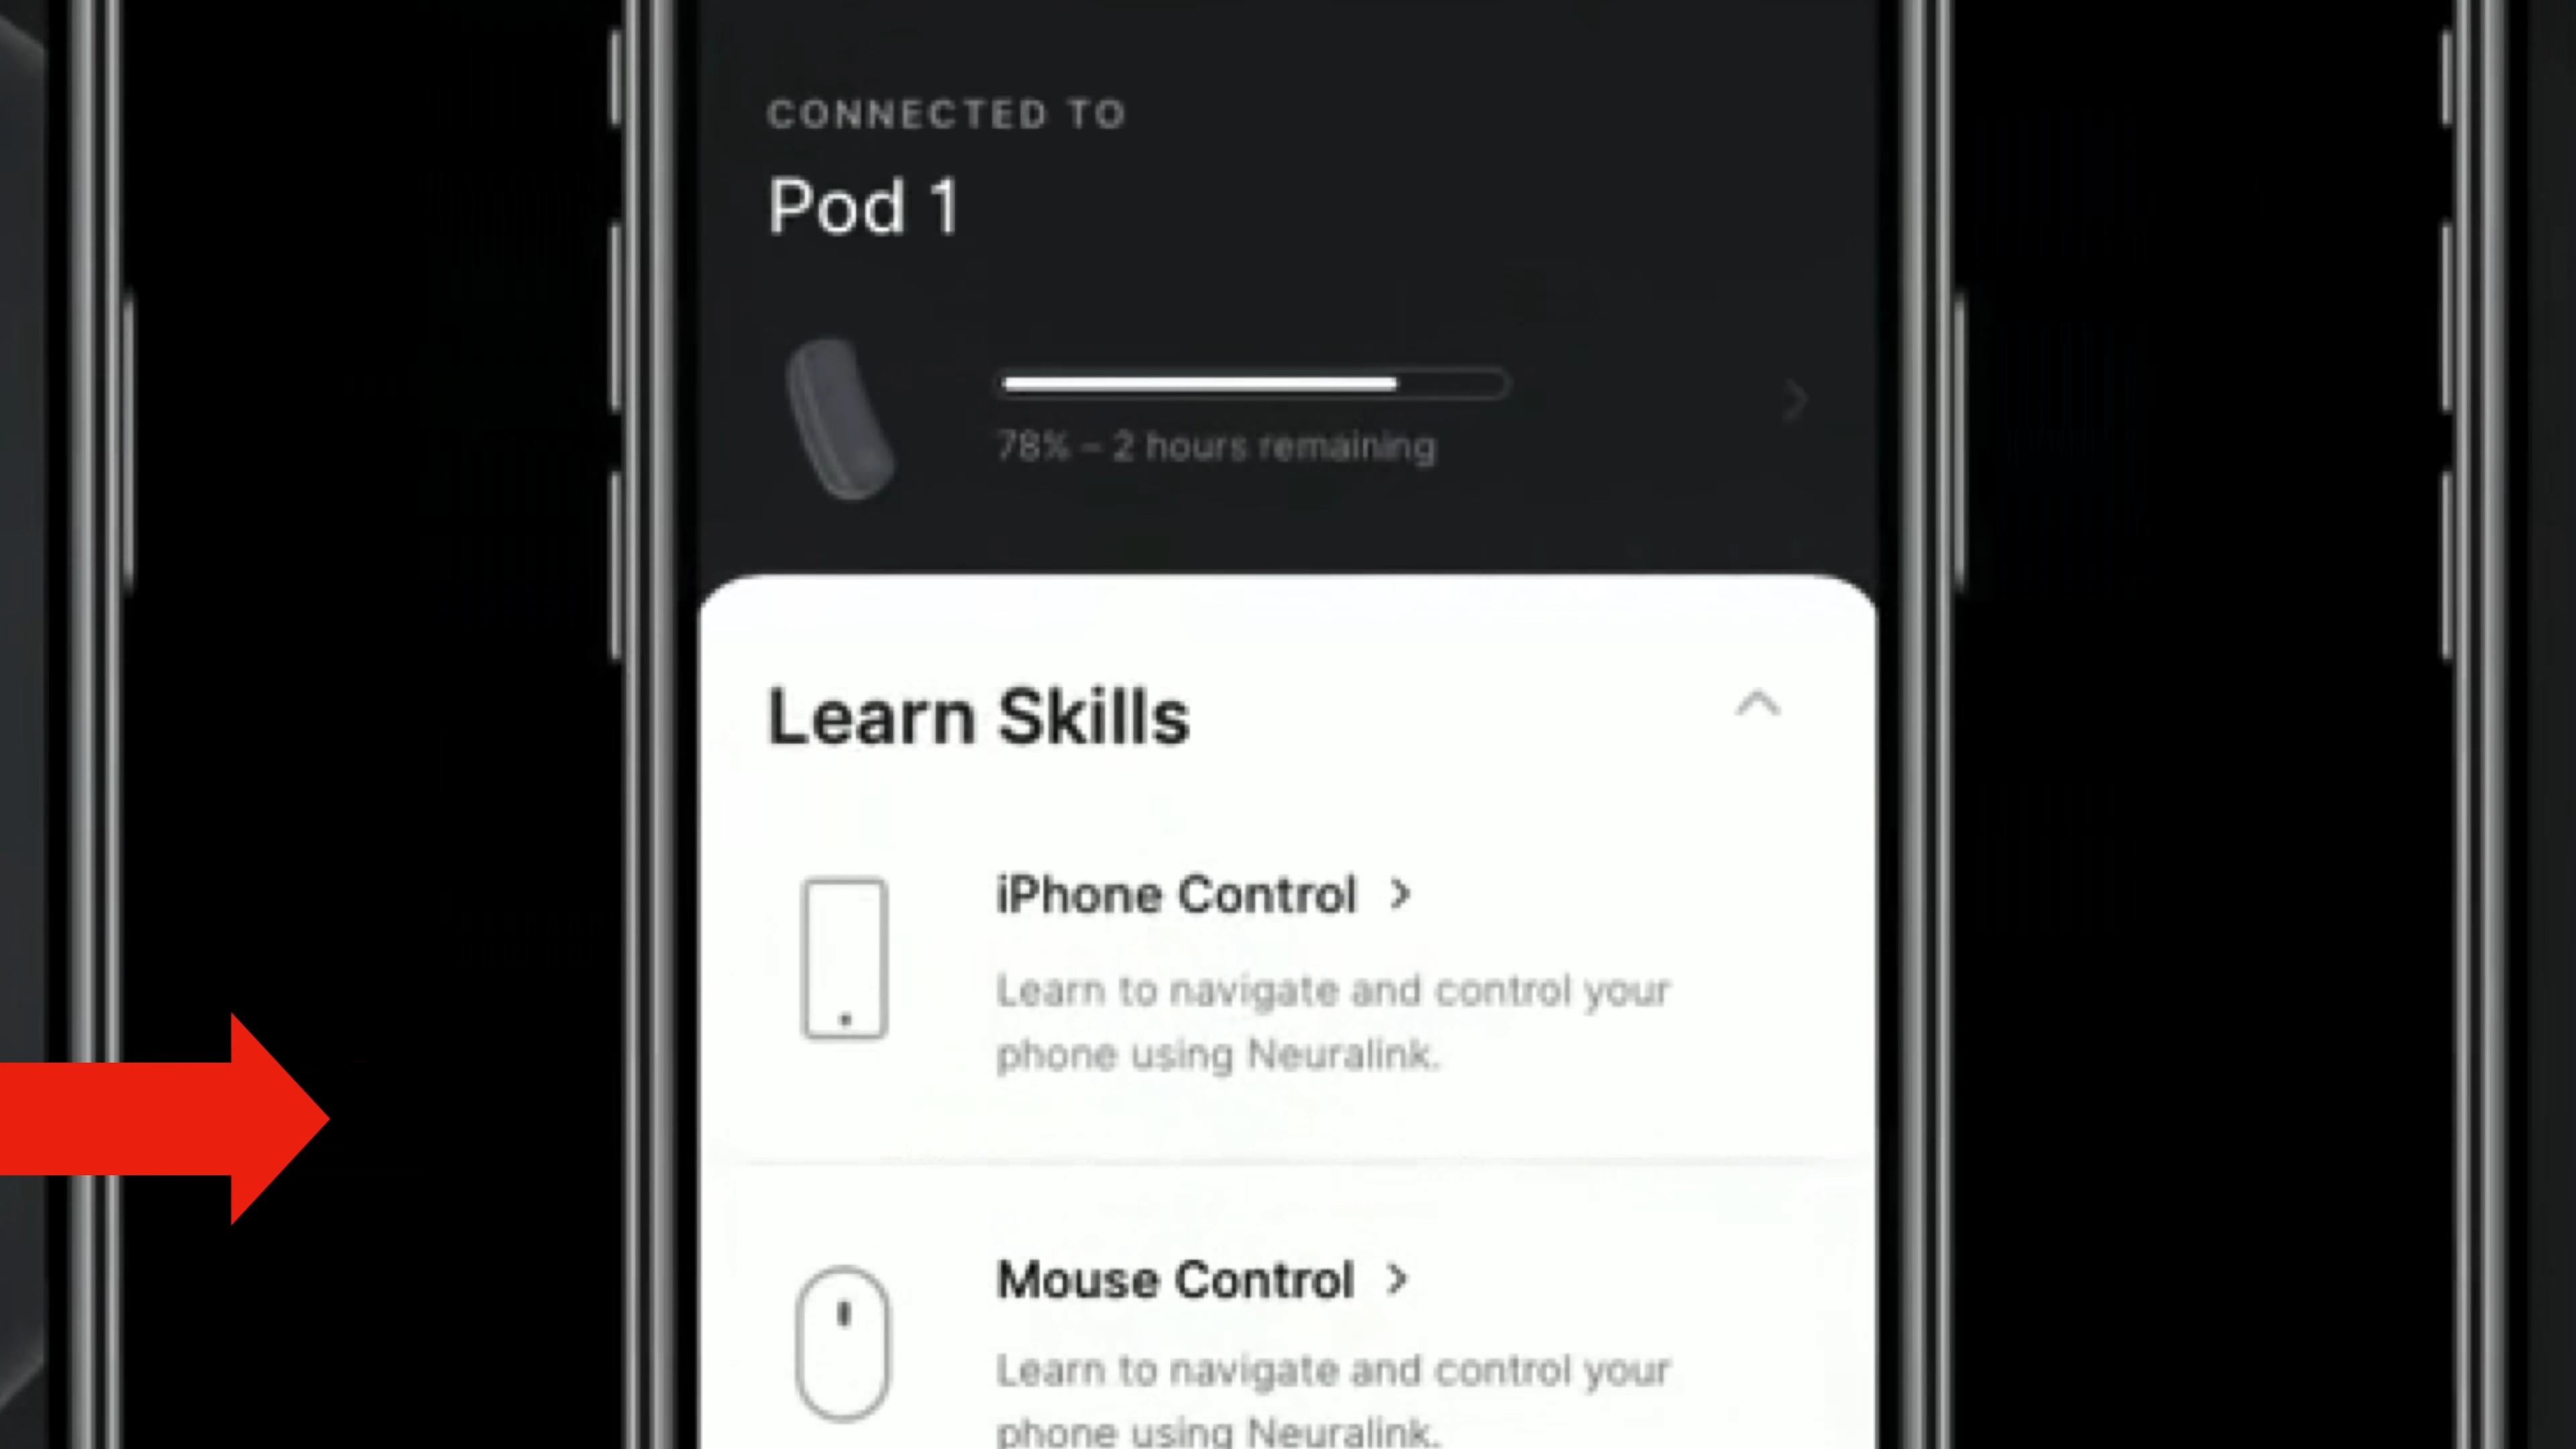 CONNECTED TO
Pod 1
78% – 2 hours remaining
Learn Skills
iPhone Control
Learn to navigate and control your
phone using Neuralink.
Mouse Control
Learn to navigate and control your
phone using Neuralink.